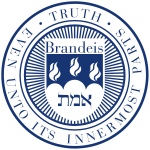 TRUTH · EVEN UNTO ITS INNERMOST PARTS ·
Brandeis
אמת